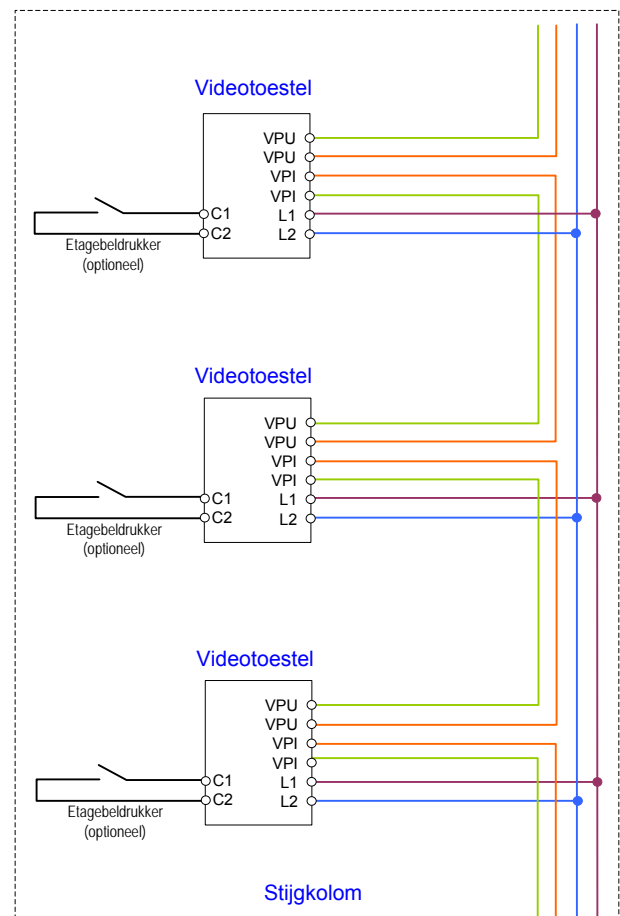 Videotoestel
VPU
VPU
VPI
VPI
C1
L1
C2
L2
Etagebeldrukker
(optioneel)
Videotoestel
VPU
VPU
VPI
VPI
C1
L1
C2
L2
Etagebeldrukker
(optioneel)
Videotoestel
VPU
VPU
VPI
VPI
C1
L1
C2
L2
Etagebeldrukker
(optioneel)
Stijgkolom